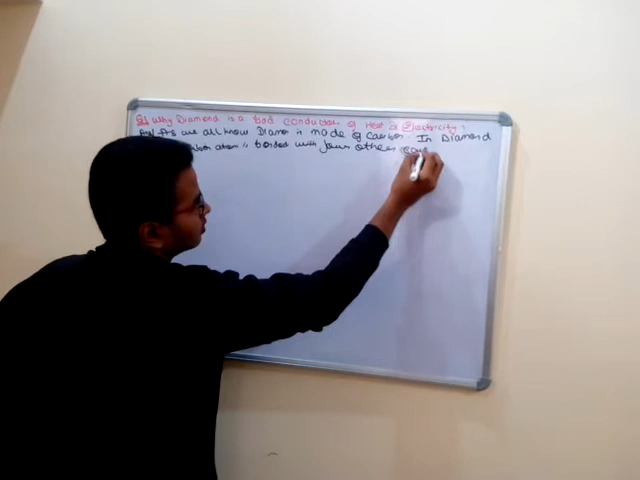 Q1 Why Diamond is a bad conductor of Heat & Electricity?
As we all know Diamon is made of Carbon. In Diamond
atom is bonded with four other